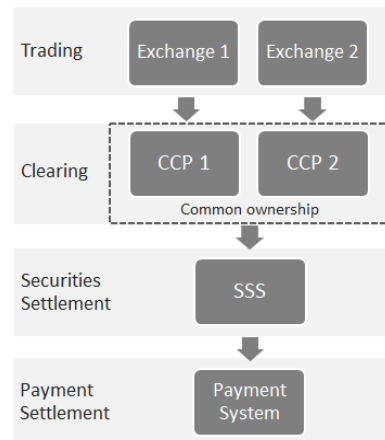 Trading
Exchange 1
Exchange 2
Clearing
CCP 1
CCP 2
Common ownership
Securities
Settlement
SSS
Payment
Settlement
Payment
System